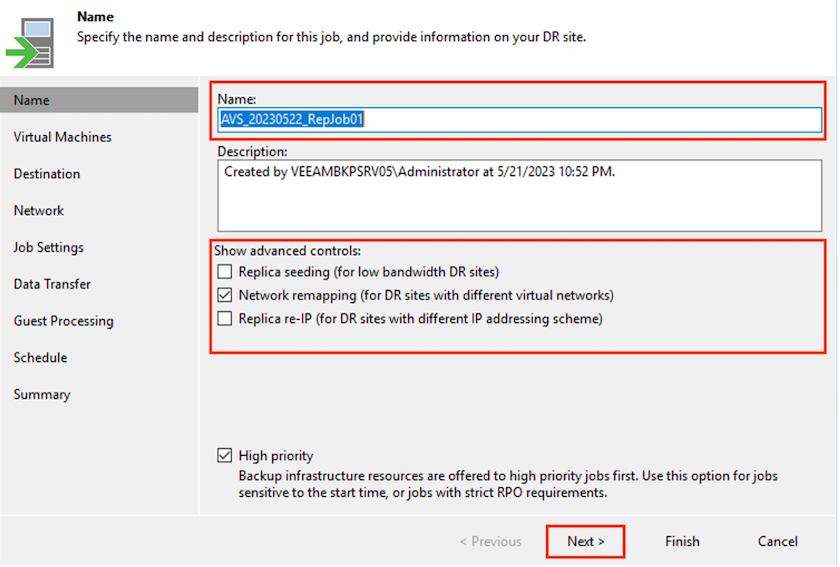 Name
Specify the name and description for this job, and provide information on your DR site.
Name
Virtual Machines
Destination
Network
Job Settings
Data Transfer
Guest Processing
Schedule
Summary
Name:
AVS_20230522_RepJob01
Description:
Created by VEEAMBKPSRV05\Administrator at 5/21/2023 10:52 PM.
Show advanced controls:
Replica seeding (for low bandwidth DR sites)
Network remapping (for DR sites with different virtual networks)
Replica re-IP (for DR sites with different IP addressing scheme)
High priority
Backup infrastructure resources are offered to high priority jobs first. Use this option for jobs
sensitive to the start time, or jobs with strict RPO requirements.
< Previous
Next >
Finish
Cancel